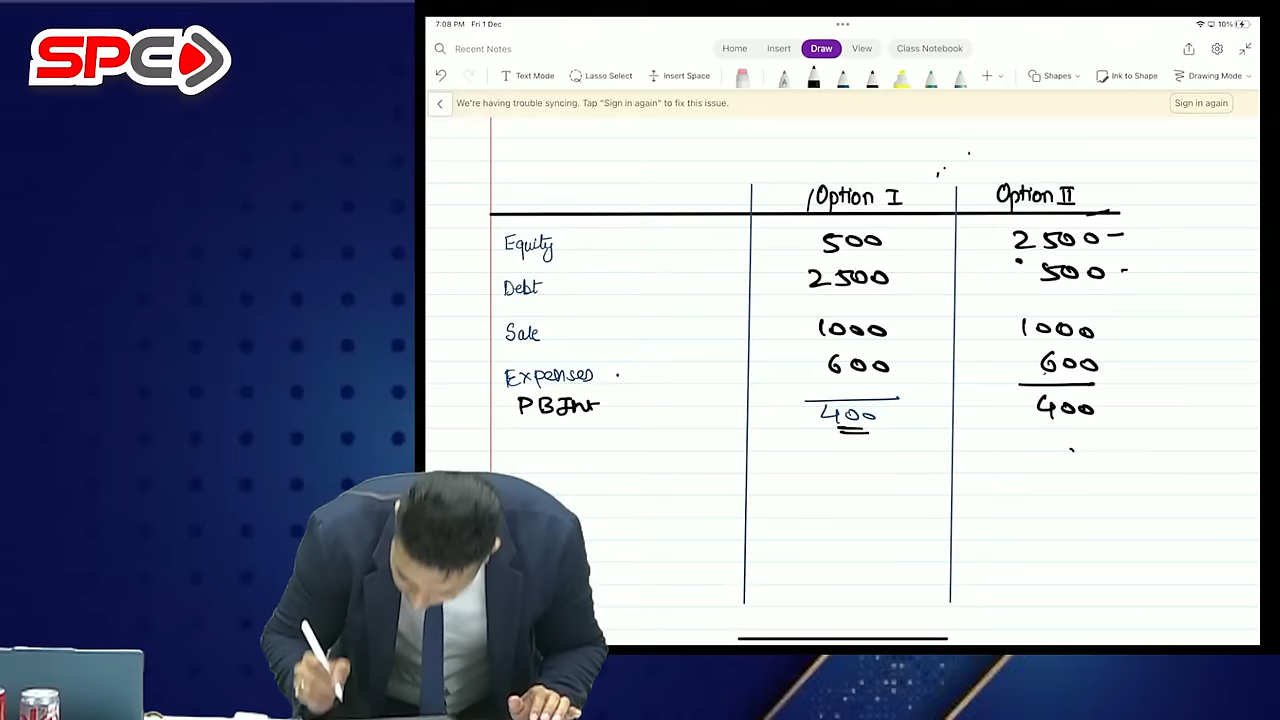 SPE
7:08 PM Fri 1 Dec
10%
Recent Notes
Home Insert Draw View Class Notebook
Text Mode Lasso Select Insert Space Shapes Ink to Shape Drawing Mode
We're having trouble syncing. Tap "Sign in again" to fix this issue. Sign in again
Option I Option II
Equity 500 2500
Debt 2500 500
Sale 1000 1000
Expenses 600 600
PBInt 400 400